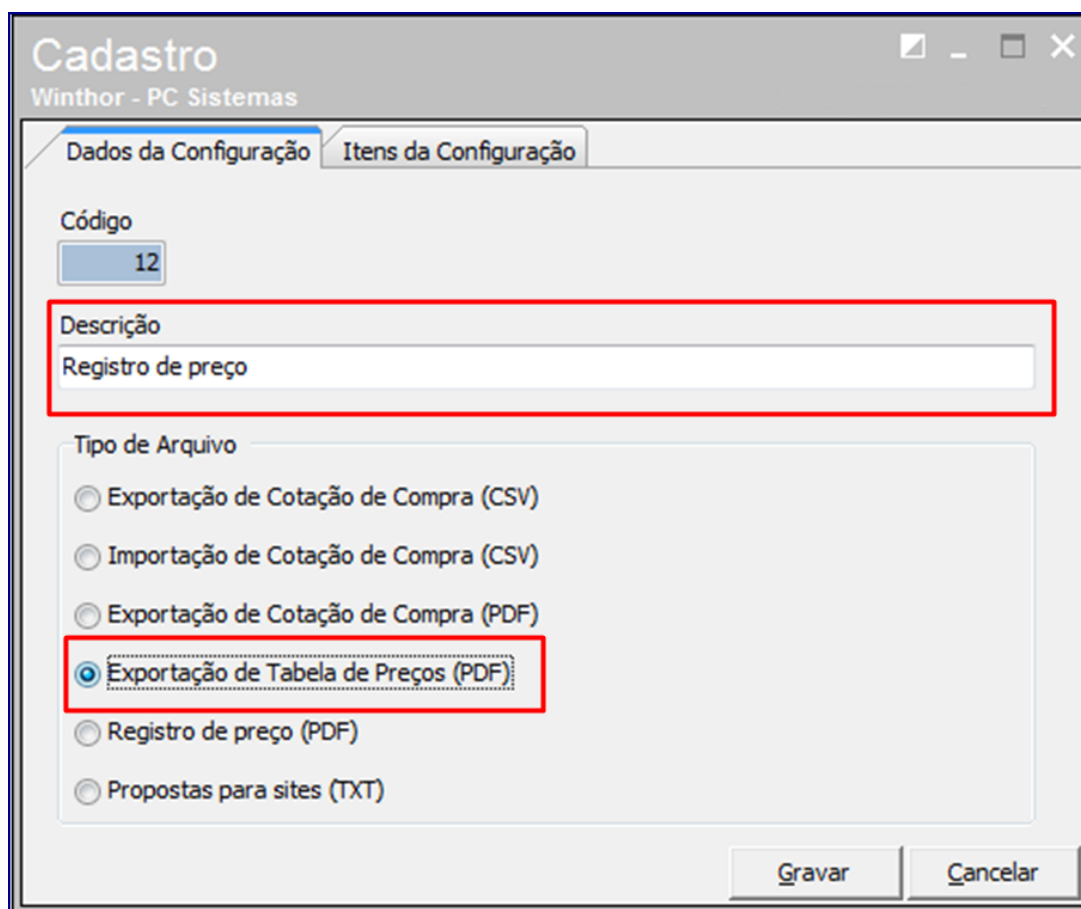 Cadastro
Winthor - PC Sistemas
Dados da Configuração Itens da Configuração
Código
12
Descrição
Registro de preço
Tipo de Arquivo
Exportação de Cotação de Compra (CSV)
Importação de Cotação de Compra (CSV)
Exportação de Cotação de Compra (PDF)
Exportação de Tabela de Preços (PDF)
Registro de preço (PDF)
Propostas para sites (TXT)
Gravar Cancelar